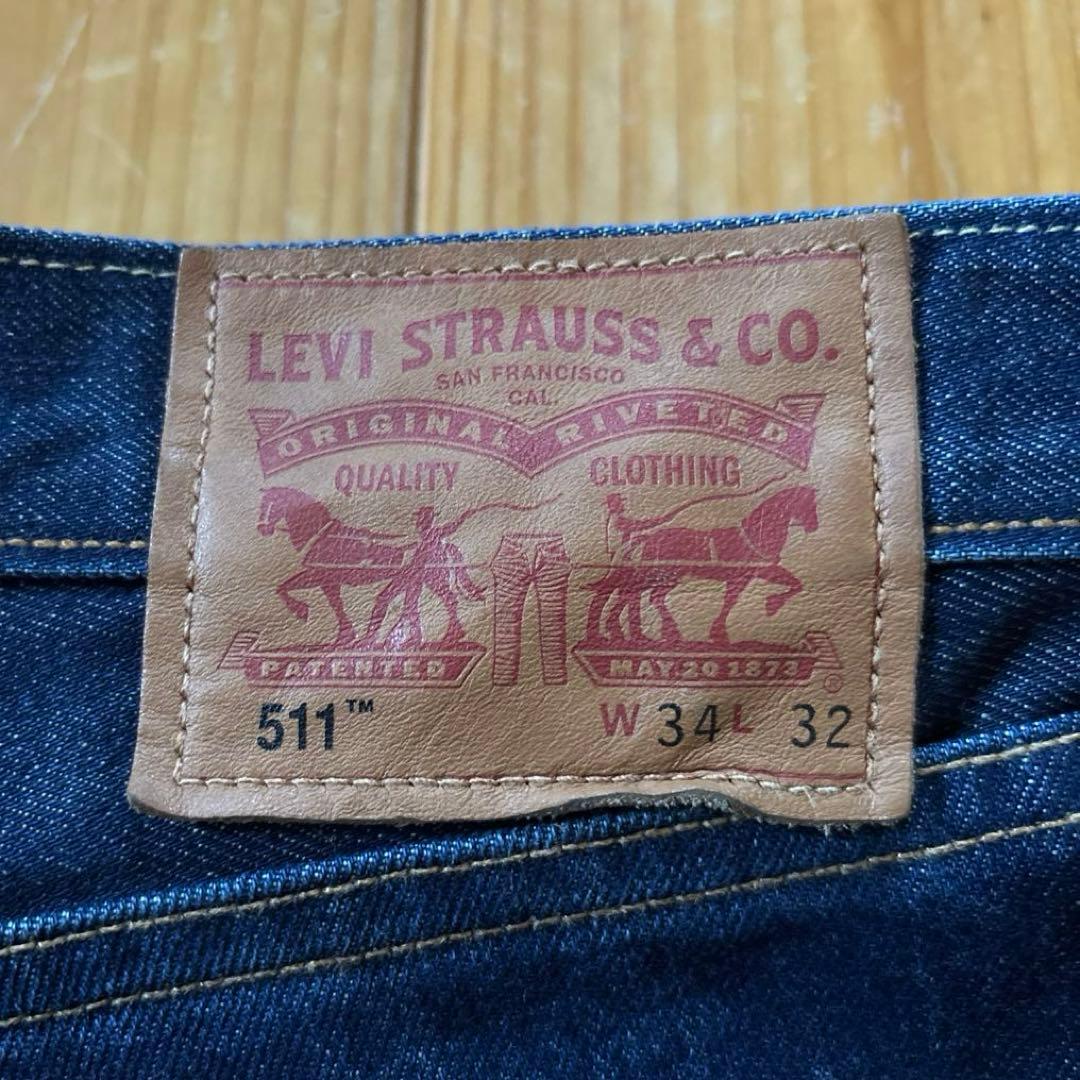 LEVI STRAUSS & CO.
SAN FRANCISCO
CAL.
ORIGINAL RIVETED
QUALITY CLOTHING
PATENTED MAY 20 1873
®
511™ W 34 L 32